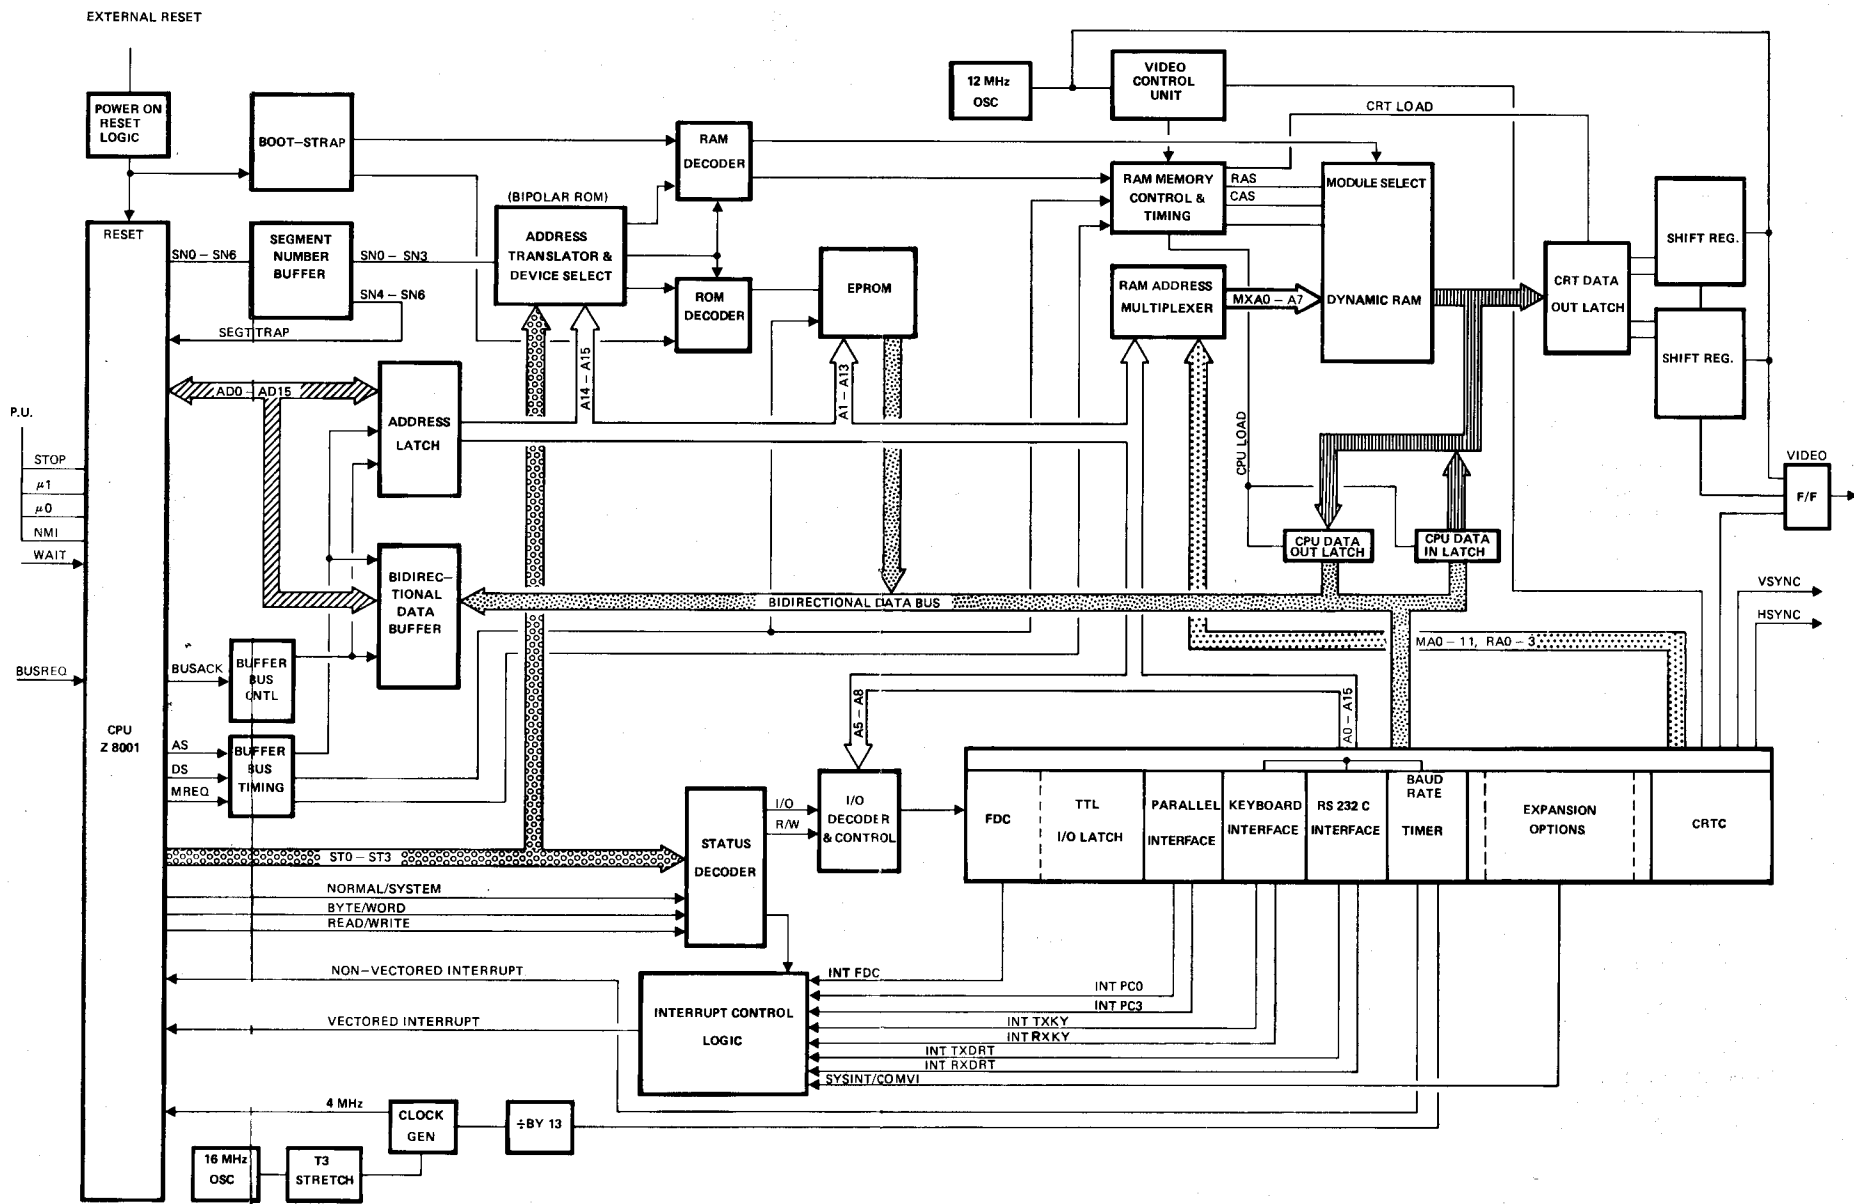 EXTERNAL RESET
POWER ON
RESET
LOGIC
BOOT-STRAP
RAM
DECODER
12 MHz
OSC
VIDEO
CONTROL
UNIT
CRT LOAD
RAM MEMORY
CONTROL &
TIMING
RAS
CAS
MODULE SELECT
DYNAMIC RAM
SHIFT REG.
SHIFT REG.
RESET
SN0 - SN6
SEGMENT
NUMBER
BUFFER
SN0 - SN3
SN4 - SN6
SEGT TRAP
(BIPOLAR ROM)
ADDRESS
TRANSLATOR &
DEVICE SELECT
ROM
DECODER
EPROM
RAM ADDRESS
MULTIPLEXER
MXA0 - A7
CRT DATA
OUT LATCH
AD0 - AD15
ADDRESS
LATCH
A14 - A15
A1 - A13
CPU LOAD
P.U.
STOP
μ1
μ0
NMI
WAIT
BUSREQ
CPU DATA
OUT LATCH
CPU DATA
IN LATCH
VIDEO
F/F
VSYNC
HSYNC
BIDIREC-
TIONAL
DATA
BUFFER
BIDIRECTIONAL DATA BUS
MA0 - 11, RA0 - 3
BUSACK
BUFFER
BUS
CNTL
CPU
Z 8001
AS
DS
MREQ
BUFFER
BUS
TIMING
A5 - A8
A0 - A15
STATUS
DECODER
I/O
R/W
I/O
DECODER
& CONTROL
FDC
TTL
I/O LATCH
PARALLEL
INTERFACE
KEYBOARD
INTERFACE
RS 232 C
INTERFACE
BAUD
RATE
TIMER
EXPANSION
OPTIONS
CRTC
ST0 - ST3
NORMAL/SYSTEM
BYTE/WORD
READ/WRITE
NON-VECTORED INTERRUPT
VECTORED INTERRUPT
INTERRUPT CONTROL
LOGIC
INT FDC
INT PC0
INT PC3
INT TXKY
INT RXKY
INT TXDRT
INT RXDRT
SYSINT/COMVI
4 MHz
CLOCK
GEN
÷BY 13
16 MHz
OSC
T3
STRETCH